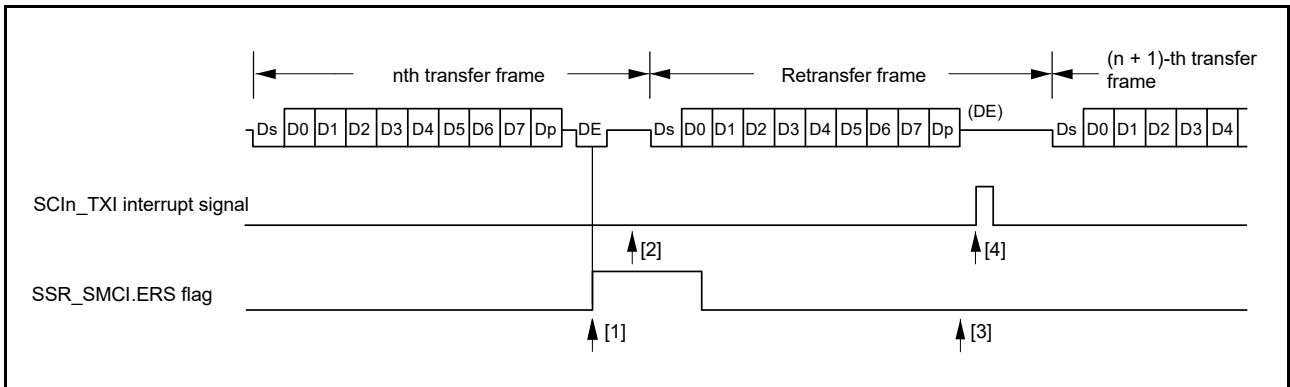 nth transfer frame
Retransfer frame
(n + 1)-th transfer
frame
Ds D0 D1 D2 D3 D4 D5 D6 D7 Dp DE Ds D0 D1 D2 D3 D4 D5 D6 D7 Dp (DE) Ds D0 D1 D2 D3 D4
SCIn_TXI interrupt signal
[2] [4]
SSR_SMCI.ERS flag
[1] [3]